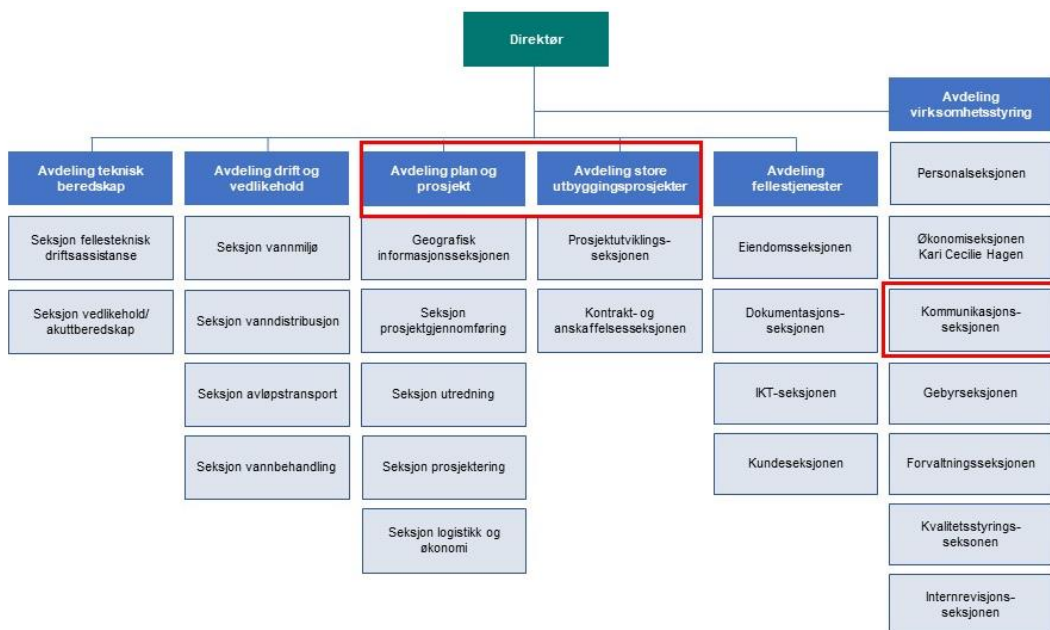 Direktør
Avdeling
virksomhetsstyring
Avdeling teknisk
beredskap
Avdeling drift og
vedlikehold
Avdeling plan og
prosjekt
Avdeling store
utbyggingsprosjekter
Avdeling
fellestjenester
Personalseksjonen
Seksjon fellesteknisk
driftsassistanse
Seksjon vannmiljø
Geografisk
informasjonsseksjonen
Prosjektutviklings-
seksjonen
Eiendomsseksjonen
Økonomiseksjonen
Kari Cecilie Hagen
Seksjon vedlikehold/
akuttberedskap
Seksjon vanndistribusjon
Seksjon
prosjektgjennomføring
Kontrakt- og
anskaffelsesseksjonen
Dokumentasjons-
seksjonen
Kommunikasjons-
seksjonen
Seksjon avløpstransport
Seksjon utredning
IKT-seksjonen
Gebyrseksjonen
Seksjon vannbehandling
Seksjon prosjektering
Kundeseksjonen
Forvaltningsseksjonen
Seksjon logistikk og
økonomi
Kvalitetsstyrings-
seksonen
Internrevisjons-
seksjonen